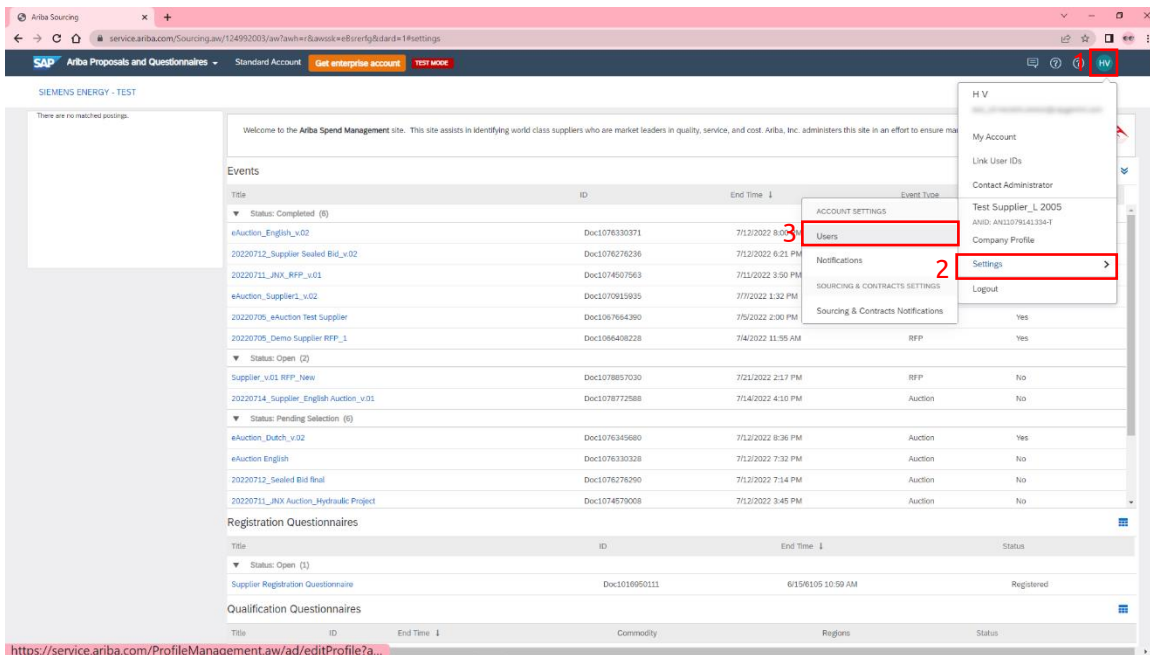 Ariba Sourcing
service.ariba.com/Sourcing.aw/124992003/aw?awh=r&awssk=eBsrerfg&dard=1#settings
SAP Ariba Proposals and Questionnaires Standard Account Get enterprise account TEST MODE
1 HV
SIEMENS ENERGY - TEST
There are no matched postings.
Welcome to the Ariba Spend Management site. This site assists in identifying world class suppliers who are market leaders in quality, service, and cost. Ariba, Inc. administers this site in an effort to ensure
H V
My Account
Link User IDs
Contact Administrator
Test Supplier_L 2005
ANID: AN11079141334-T
Company Profile
2 Settings
Logout
ACCOUNT SETTINGS
3 Users
Notifications
SOURCING & CONTRACTS SETTINGS
Sourcing & Contracts Notifications
Events
Title ID End Time Event Type
Status: Completed (6)
eAuction_English_v.02 Doc1076330371 7/12/2022 8:00
20220712_Supplier Sealed Bid_v.02 Doc1076276236 7/12/2022 6:21 PM
20220711_JNX_RFP_v.01 Doc1074507563 7/11/2022 3:50 PM
eAuction_Supplier1_v.02 Doc1070915935 7/7/2022 1:32 PM
20220705_eAuction Test Supplier Doc1067664390 7/5/2022 2:00 PM Yes
20220705_Demo Supplier RFP_1 Doc1066408228 7/4/2022 11:55 AM RFP Yes
Status: Open (2)
Supplier_v.01 RFP_New Doc1078857030 7/21/2022 2:17 PM RFP No
20220714_Supplier_English Auction_v.01 Doc1078772588 7/14/2022 4:10 PM Auction No
Status: Pending Selection (6)
eAuction_Dutch_v.02 Doc1076345680 7/12/2022 8:36 PM Auction Yes
eAuction English Doc1076330328 7/12/2022 7:32 PM Auction No
20220712_Sealed Bid final Doc1076276290 7/12/2022 7:14 PM Auction No
20220711_JNX Auction_Hydraulic Project Doc1074579008 7/12/2022 3:45 PM Auction No
Registration Questionnaires
Title ID End Time Status
Status: Open (1)
Supplier Registration Questionnaire Doc1016950111 6/15/6105 10:59 AM Registered
Qualification Questionnaires
Title ID End Time Commodity Regions Status
https://service.ariba.com/ProfileManagement.aw/ad/editProfile?a...